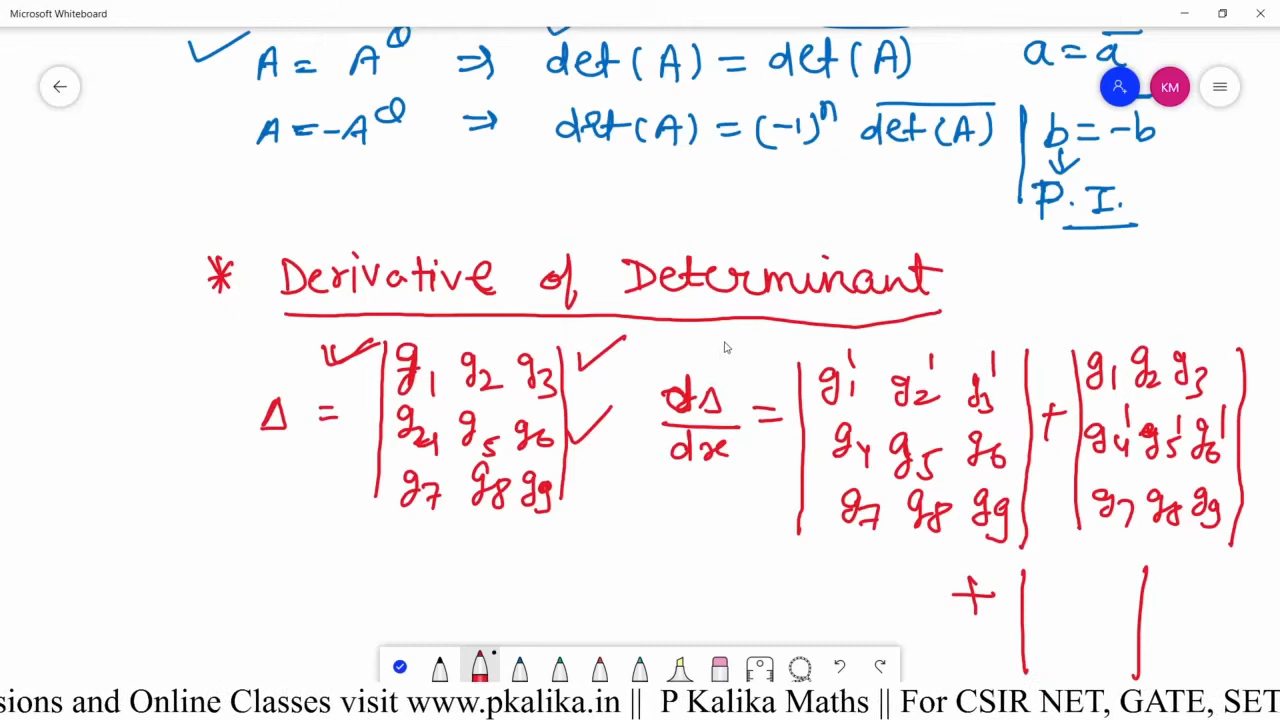 Microsoft Whiteboard
A = A^θ ⇒ det(A) = det(A) a = a̅
KM
A = -A^θ ⇒ det(A) = (-1)^n \overline{det(A)} b = -b
P. I.
* Derivative of Determinant
Δ = | g1 g2 g3 | dΔ/dx = | g1' g2' g3' | + | g1 g2 g3 |
| g4 g5 g6 | | g4 g5 g6 | | g4' g5' g6' |
| g7 g8 g9 | | g7 g8 g9 | | g7 g8 g9 |
+ | |
sions and Online Classes visit www.pkalika.in || P Kalika Maths || For CSIR NET, GATE, SET